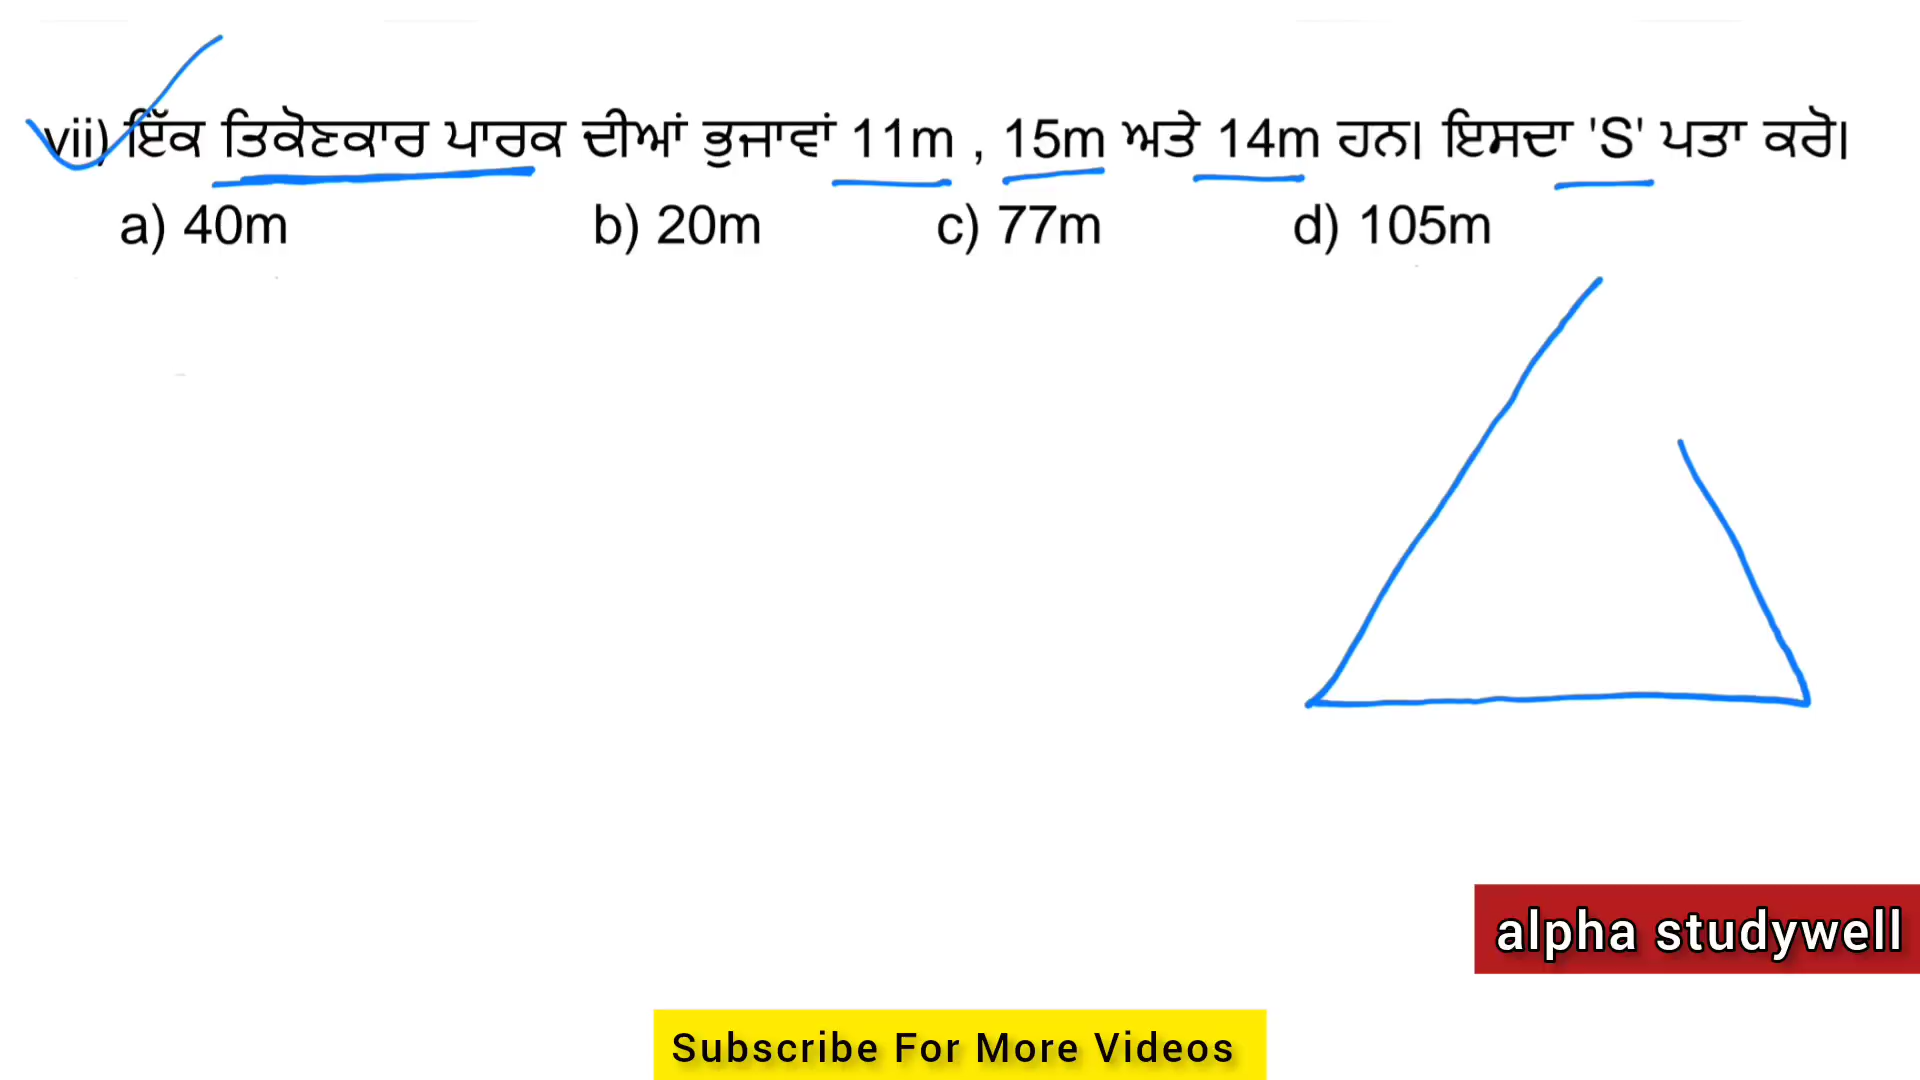 vii) ਇੱਕ ਤਿਕੋਣਕਾਰ ਪਾਰਕ ਦੀਆਂ ਭੁਜਾਵਾਂ 11m , 15m ਅਤੇ 14m ਹਨ। ਇਸਦਾ 'S' ਪਤਾ ਕਰੋ।
a) 40m b) 20m c) 77m d) 105m
alpha studywell
Subscribe For More Videos